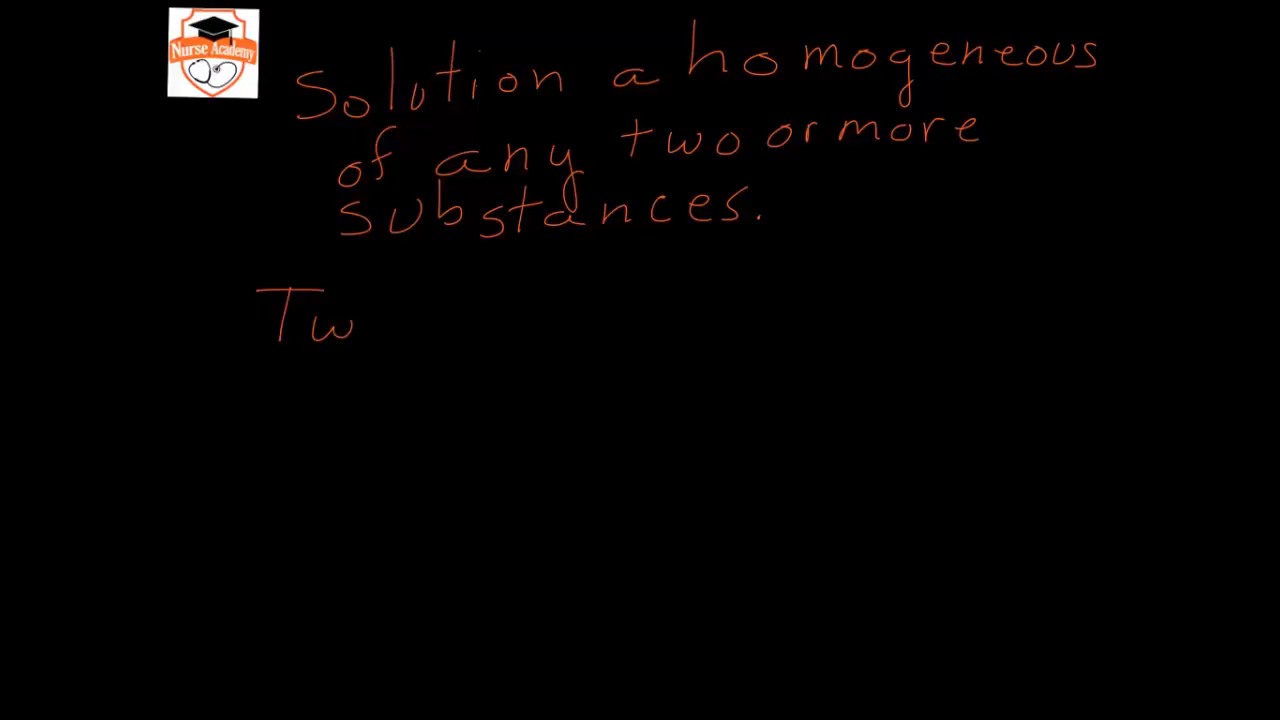 Nurse Academy
Solution a homogeneous
of any two or more
substances.
Tw